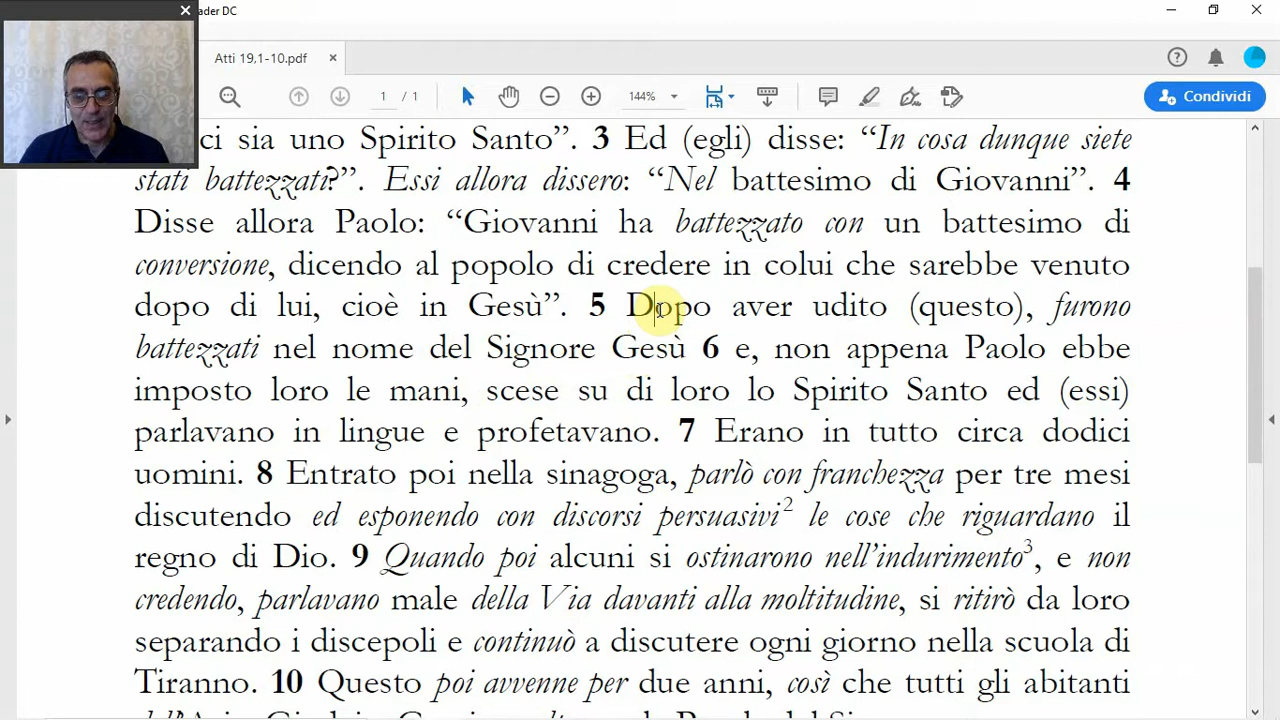 ader DC
Atti 19,1-10.pdf
1 / 1
144%
Condividi
ci sia uno Spirito Santo”. 3 Ed (egli) disse: “In cosa dunque siete
stati battezzati?”. Essi allora dissero: “Nel battesimo di Giovanni”. 4
Disse allora Paolo: “Giovanni ha battezzato con un battesimo di
conversione, dicendo al popolo di credere in colui che sarebbe venuto
dopo di lui, cioè in Gesù”. 5 Dopo aver udito (questo), furono
battezzati nel nome del Signore Gesù 6 e, non appena Paolo ebbe
imposto loro le mani, scese su di loro lo Spirito Santo ed (essi)
parlavano in lingue e profetavano. 7 Erano in tutto circa dodici
uomini. 8 Entrato poi nella sinagoga, parlò con franchezza per tre mesi
discutendo ed esponendo con discorsi persuasivi2 le cose che riguardano il
regno di Dio. 9 Quando poi alcuni si ostinarono nell’indurimento3, e non
credendo, parlavano male della Via davanti alla moltitudine, si ritirò da loro
separando i discepoli e continuò a discutere ogni giorno nella scuola di
Tiranno. 10 Questo poi avvenne per due anni, così che tutti gli abitanti